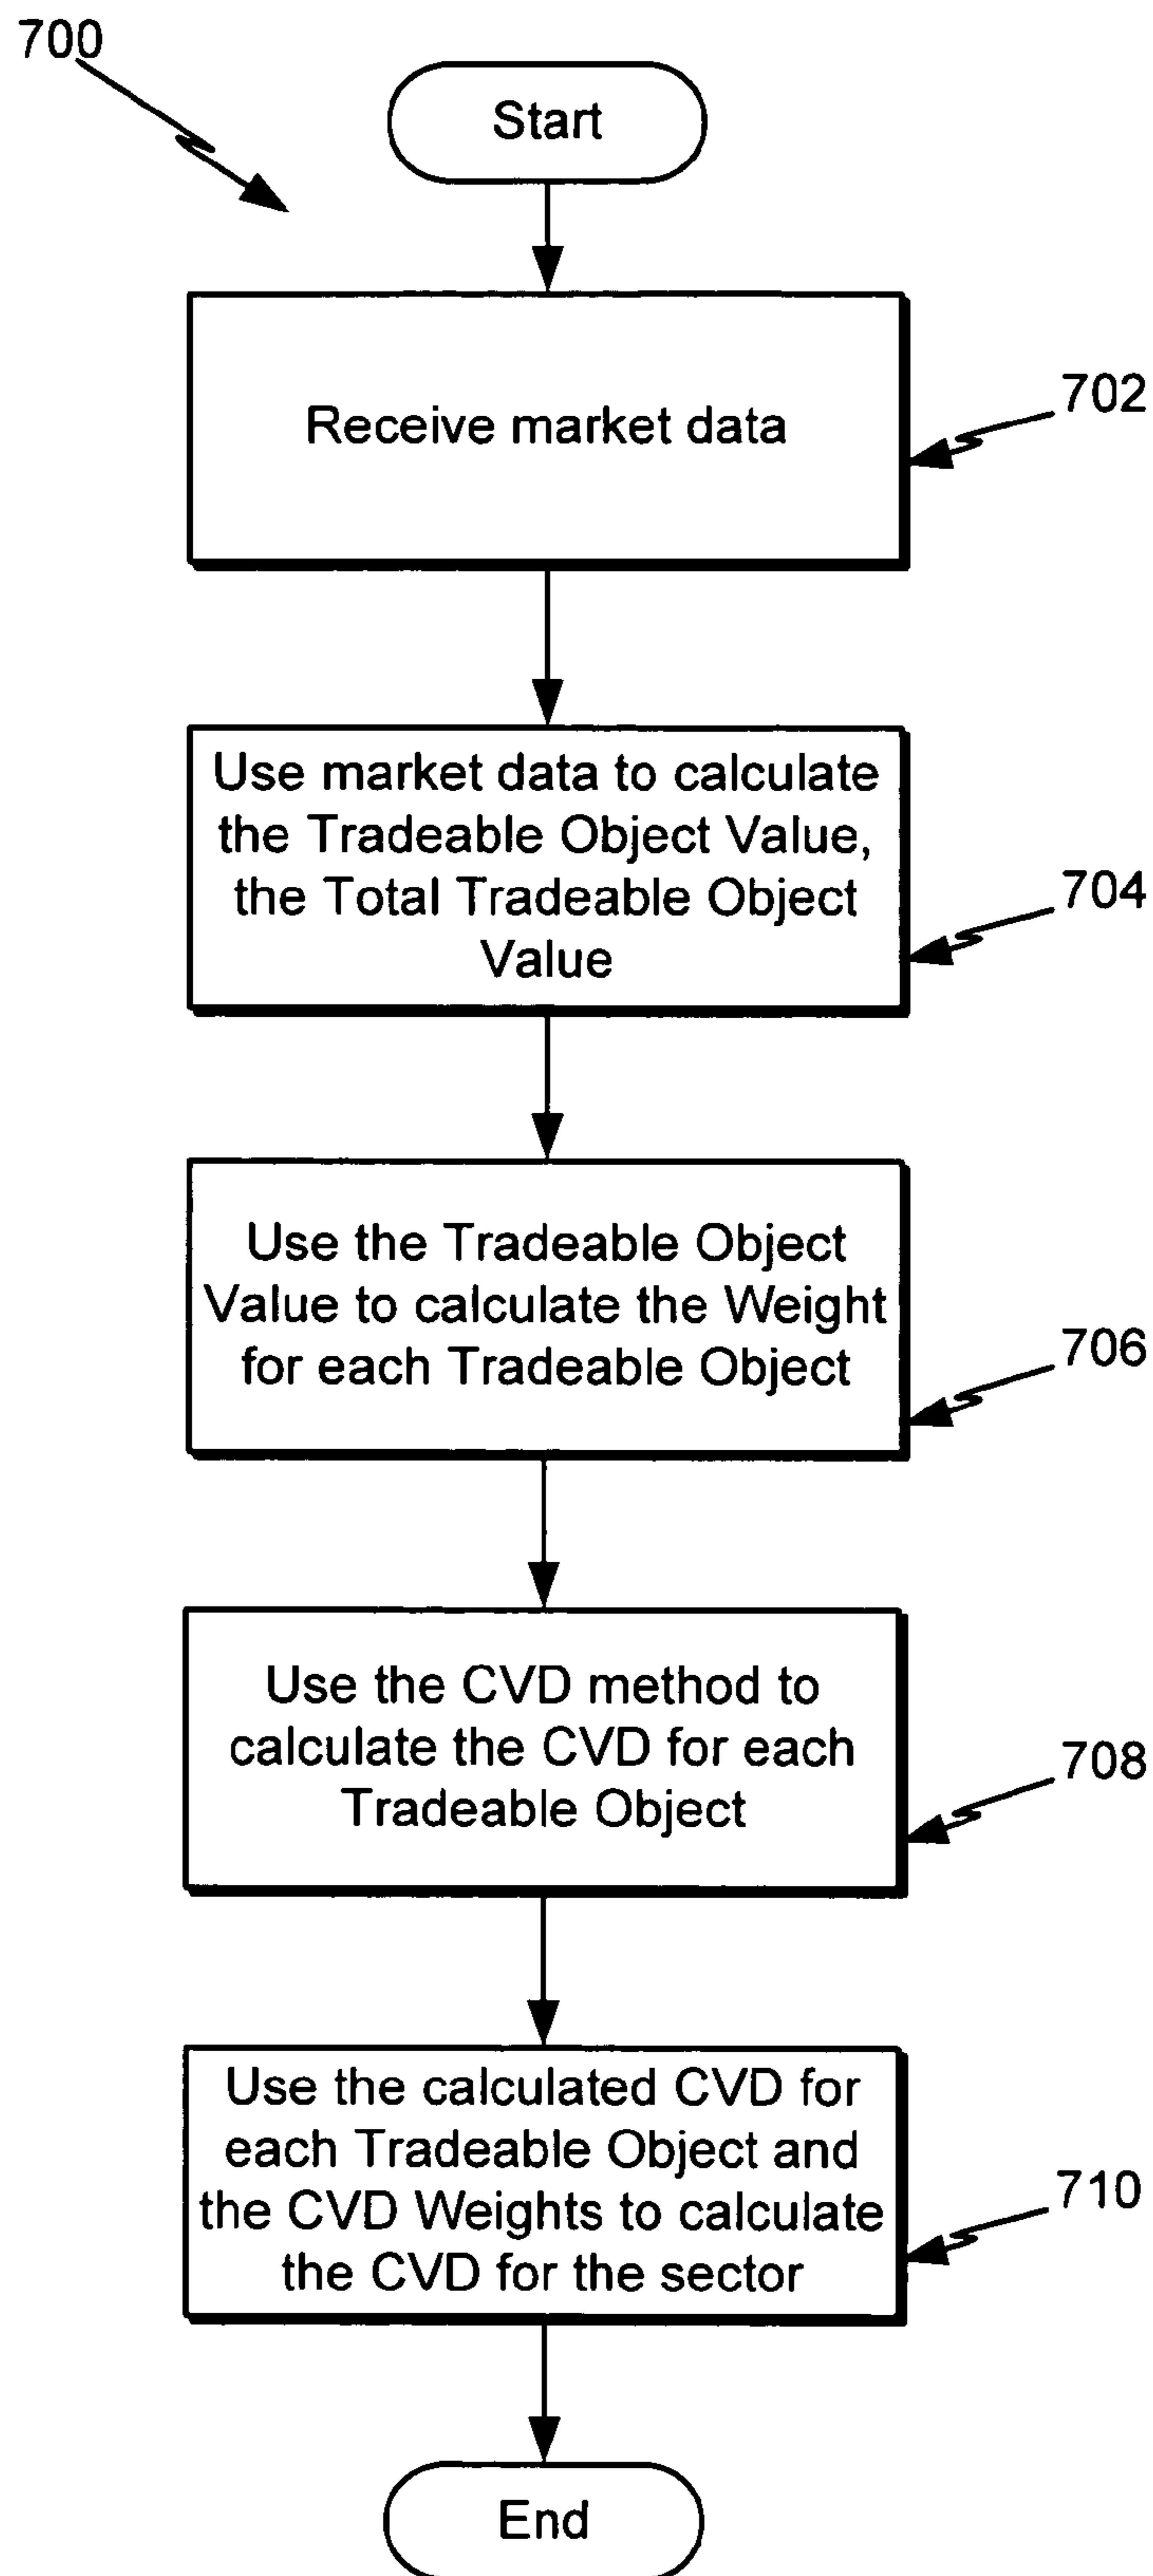 700
Start
Receive market data
702
Use market data to calculate
the Tradeable Object Value,
the Total Tradeable Object
Value
704
Use the Tradeable Object
Value to calculate the Weight
for each Tradeable Object
706
Use the CVD method to
calculate the CVD for each
Tradeable Object
708
Use the calculated CVD for
each Tradeable Object and
the CVD Weights to calculate
the CVD for the sector
710
End